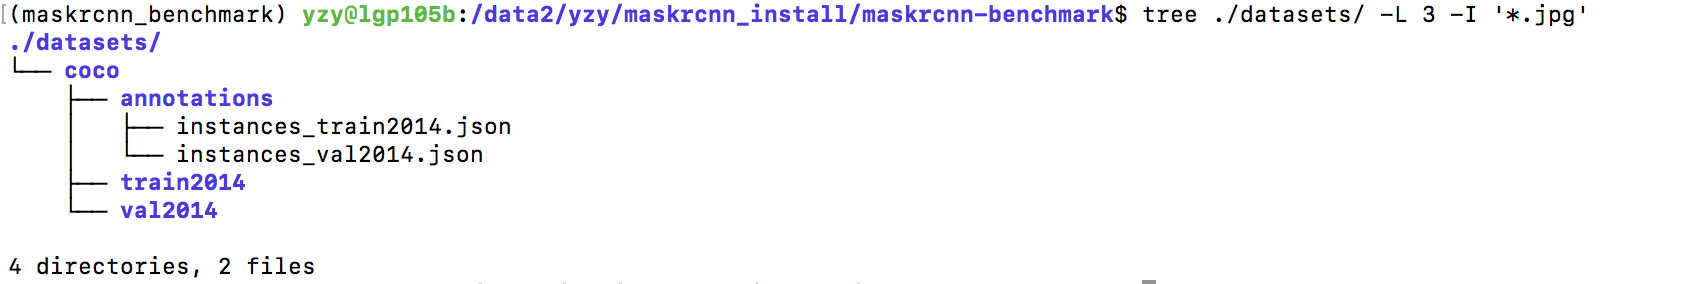 (maskrcnn_benchmark) yzy@lgp105b:/data2/yzy/maskrcnn_install/maskrcnn-benchmark$ tree ./datasets/ -L 3 -I '*.jpg'
./datasets/
└── coco
    ├── annotations
    │   ├── instances_train2014.json
    │   └── instances_val2014.json
    ├── train2014
    └── val2014
4 directories, 2 files